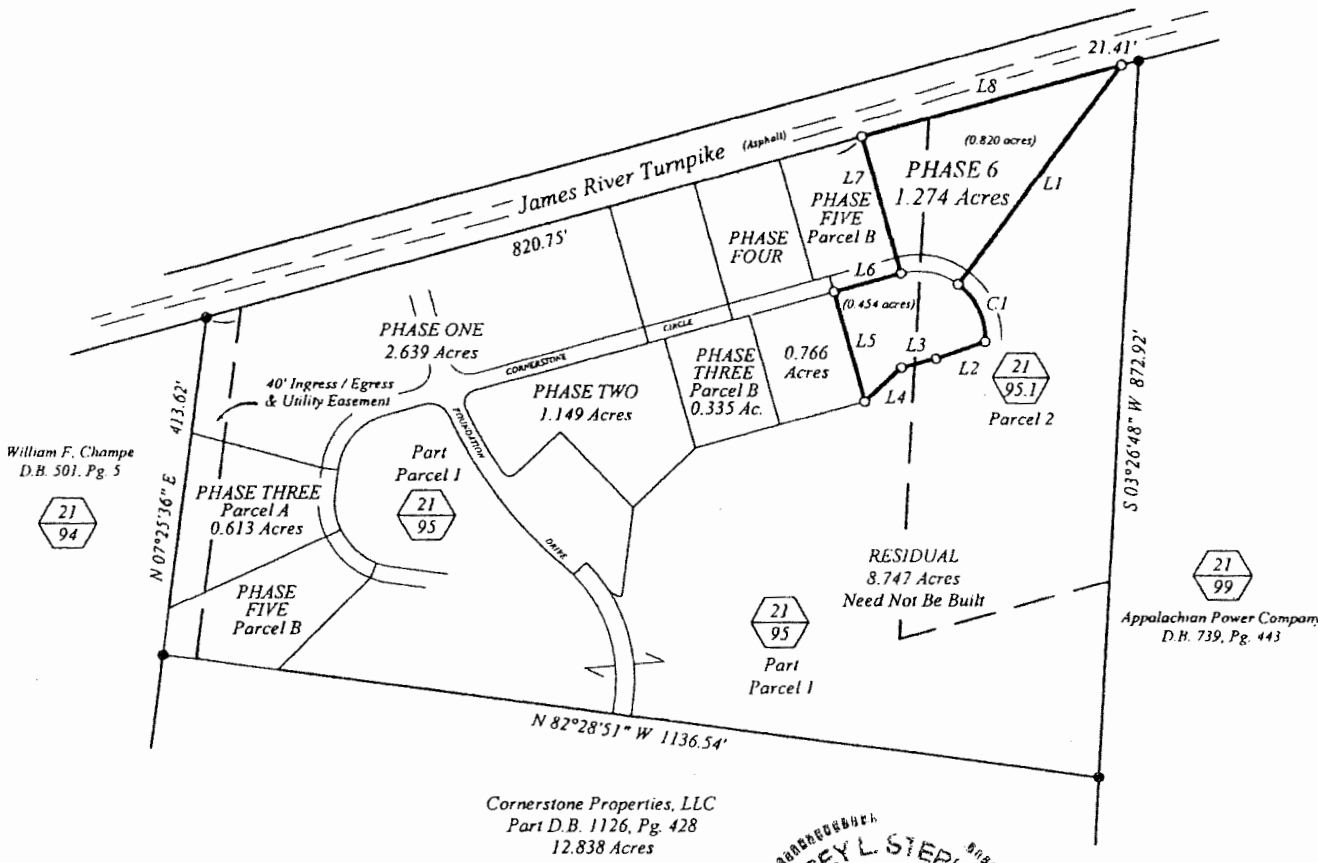 21.41'
L8
James River Turnpike (Asphalt)
(0.820 acres)
PHASE 6
1.274 Acres
L1
L7
PHASE
FIVE
Parcel B
820.75'
PHASE
FOUR
L6
C1
(0.454 acres)
PHASE ONE
2.639 Acres
CORNERSTONE
CIRCLE
L5
L3
L2
L4
PHASE
THREE
Parcel B
0.335 Ac.
0.766
Acres
21
95.1
Parcel 2
40' Ingress / Egress
& Utility Easement
PHASE TWO
1.149 Acres
FOUNDATION
DRIVE
413.62'
N 07°25'36" E
S 03°26'48" W 872.92'
William F. Champe
D.B. 501, Pg. 5
21
94
Part
Parcel 1
21
95
PHASE THREE
Parcel A
0.613 Acres
PHASE
FIVE
Parcel B
RESIDUAL
8.747 Acres
Need Not Be Built
21
95
Part
Parcel 1
21
99
Appalachian Power Company
D.B. 739, Pg. 443
N 82°28'51" W 1136.54'
Cornerstone Properties, LLC
Part D.B. 1126, Pg. 428
12.838 Acres
L.